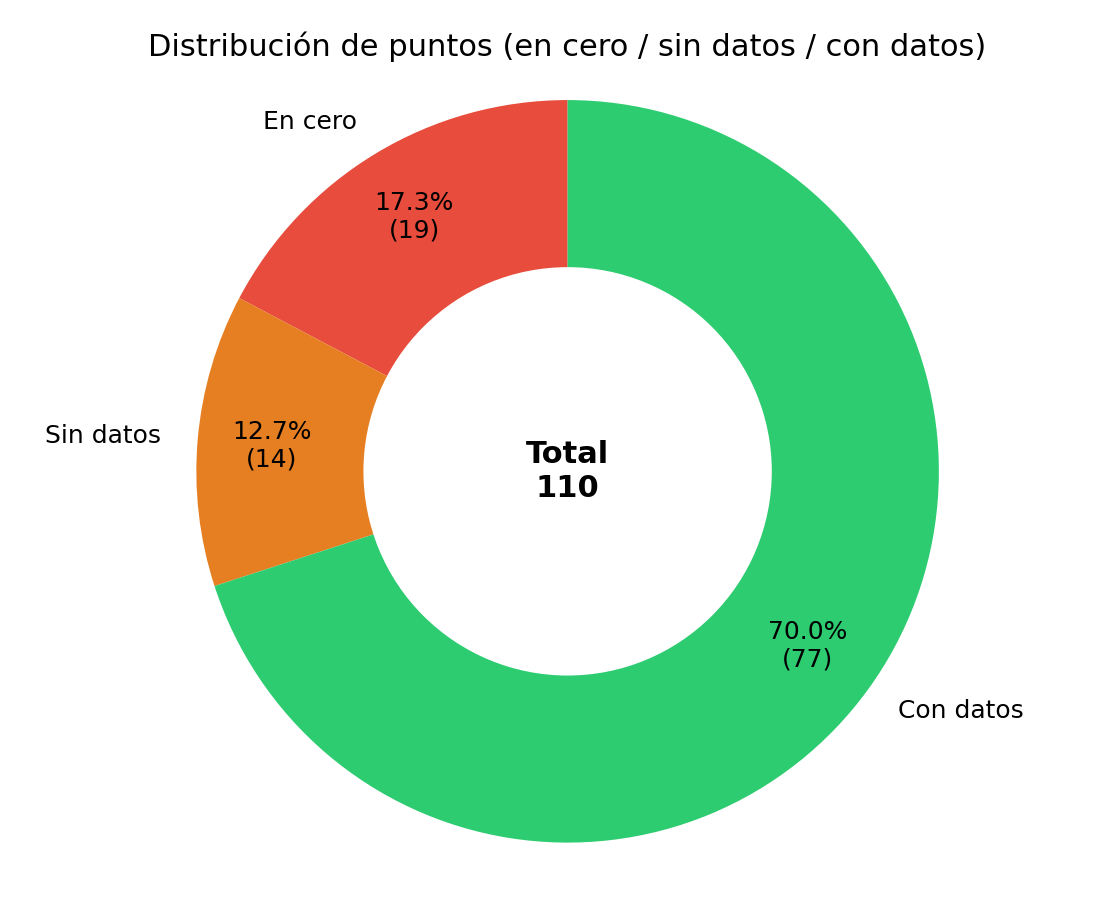 Distribución de puntos (en cero / sin datos / con datos)
En cero
17.3%
(19)
Sin datos
12.7%
(14)
Total
110
70.0%
(77)
Con datos